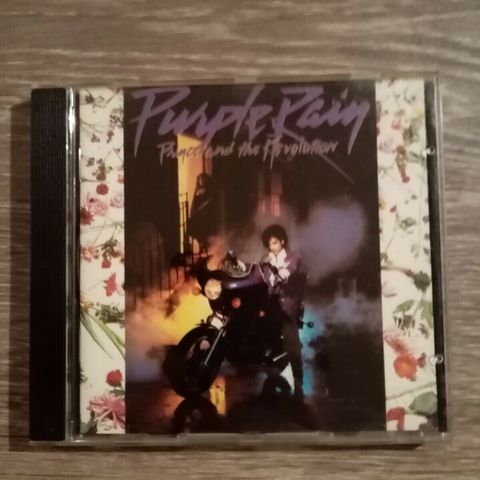 Purple Rain
Prince and the Revolution